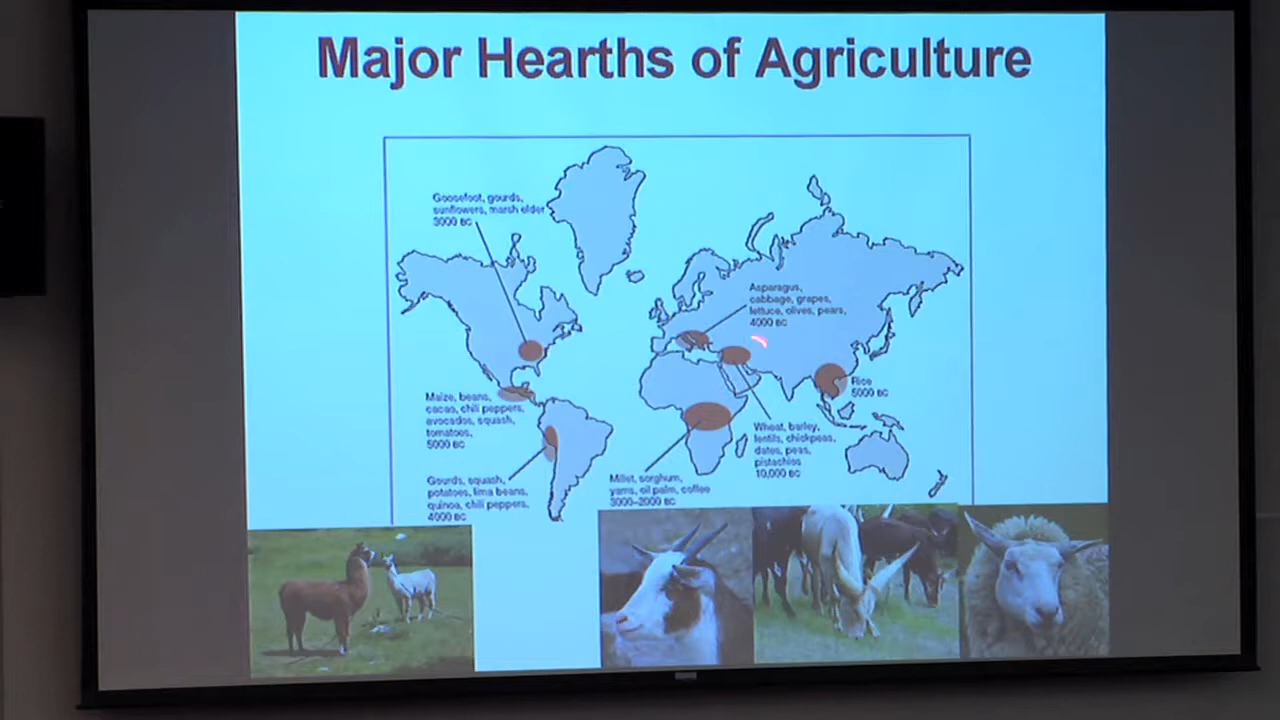 Major Hearths of Agriculture
Goosefoot, gourds,
sunflowers, marsh elder
3000 BC
Asparagus,
cabbage, grapes,
lettuce, olives, pears,
4000 BC
Rice
5000 BC
Maize, beans,
cacao, chili peppers,
avocados, squash,
tomatoes,
5000 BC
Wheat, barley,
lentils, chickpeas,
dates, peas,
pistachios
10,000 BC
Gourds, squash,
potatoes, lima beans,
quinoa, chili peppers,
4000 BC
Millet, sorghum,
yams, oil palm, coffee
3000–2000 BC